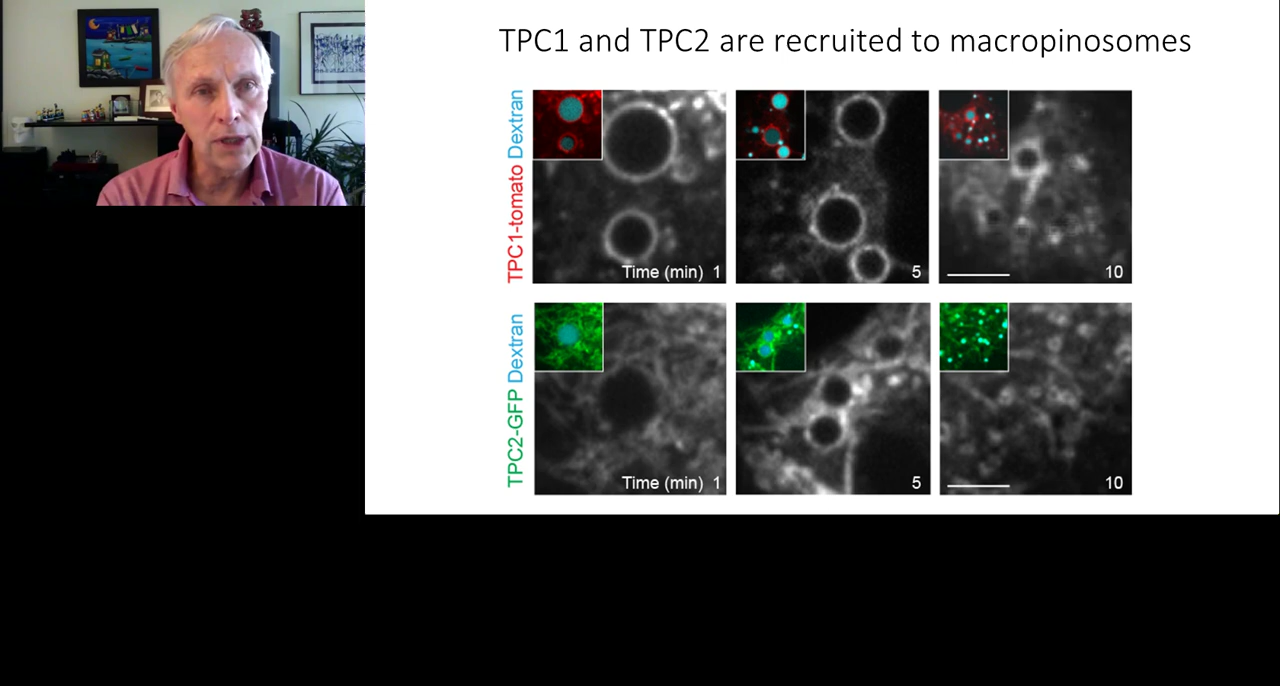 TPC1 and TPC2 are recruited to macropinosomes
TPC1-tomato Dextran
Time (min) 1
5
10
TPC2-GFP Dextran
Time (min) 1
5
10